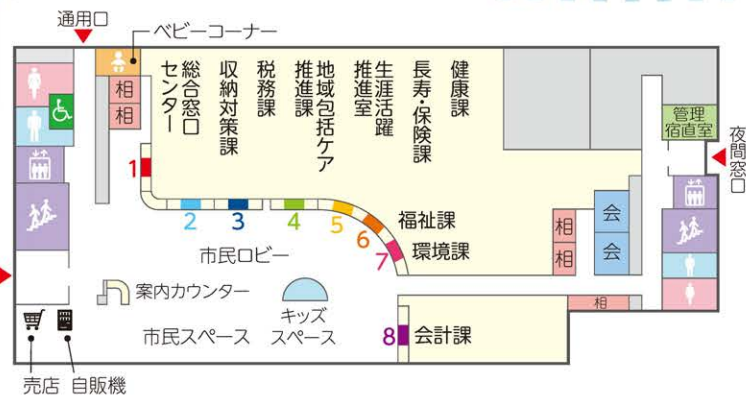 通用口
ベビーコーナー
相
相
総合窓口
センター
収納対策課
税務課
地域包括ケア
推進課
生涯活躍
推進室
長寿・保険課
健康課
管理
宿直室
夜間窓口
1
2
3
4
5
6
7
福祉課
環境課
相
相
会
会
市民ロビー
案内カウンター
キッズ
スペース
市民スペース
8
会計課
相
売店
自販機